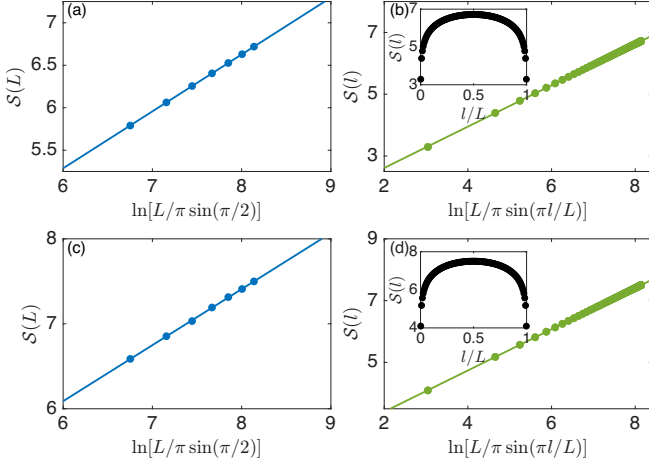 (a)
7
6.5
6
5.5
S(L)
6 7 8 9
ln[L/π sin(π/2)]
(b)
7
5
3
S(l)
7
5
3
S(l)
0 0.5 1
l/L
2 4 6 8
ln[L/π sin(πl/L)]
(c)
8
7
6
S(L)
6 7 8 9
ln[L/π sin(π/2)]
(d)
9
7
5
S(l)
8
6
4
S(l)
0 0.5 1
l/L
2 4 6 8
ln[L/π sin(πl/L)]